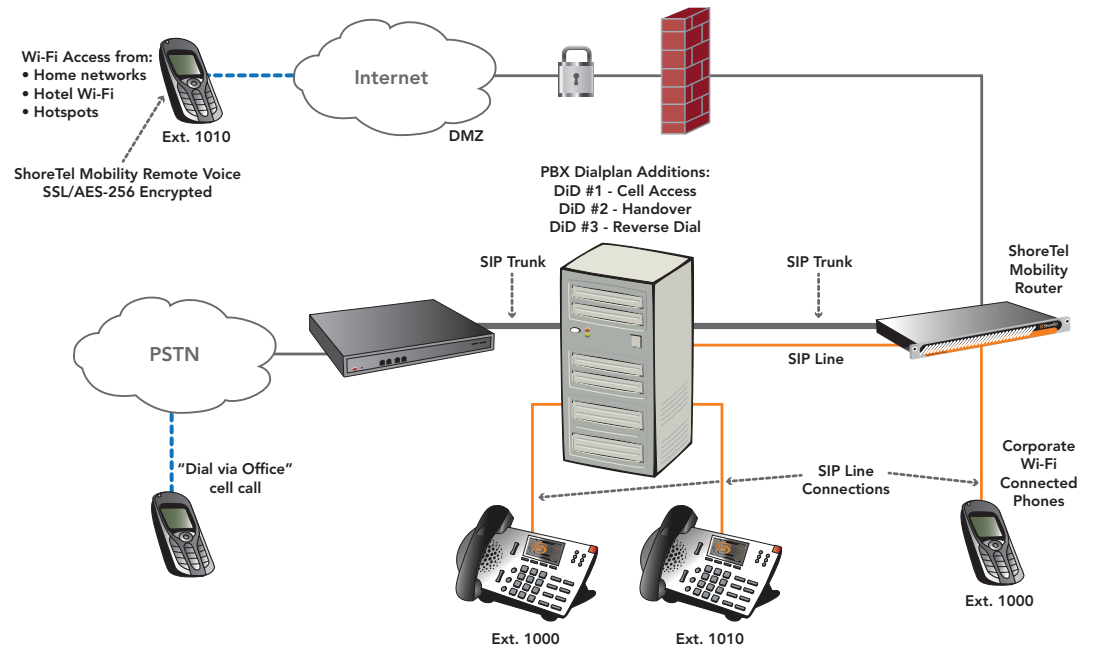 Wi-Fi Access from:
• Home networks
• Hotel Wi-Fi
• Hotspots
Ext. 1010
ShoreTel Mobility Remote Voice
SSL/AES-256 Encrypted
Internet
DMZ
PBX Dialplan Additions:
DiD #1 - Cell Access
DiD #2 - Handover
DiD #3 - Reverse Dial
SIP Trunk
SIP Trunk
ShoreTel
Mobility
Router
PSTN
SIP Line
"Dial via Office"
cell call
SIP Line
Connections
Corporate
Wi-Fi
Connected
Phones
Ext. 1000
Ext. 1010
Ext. 1000